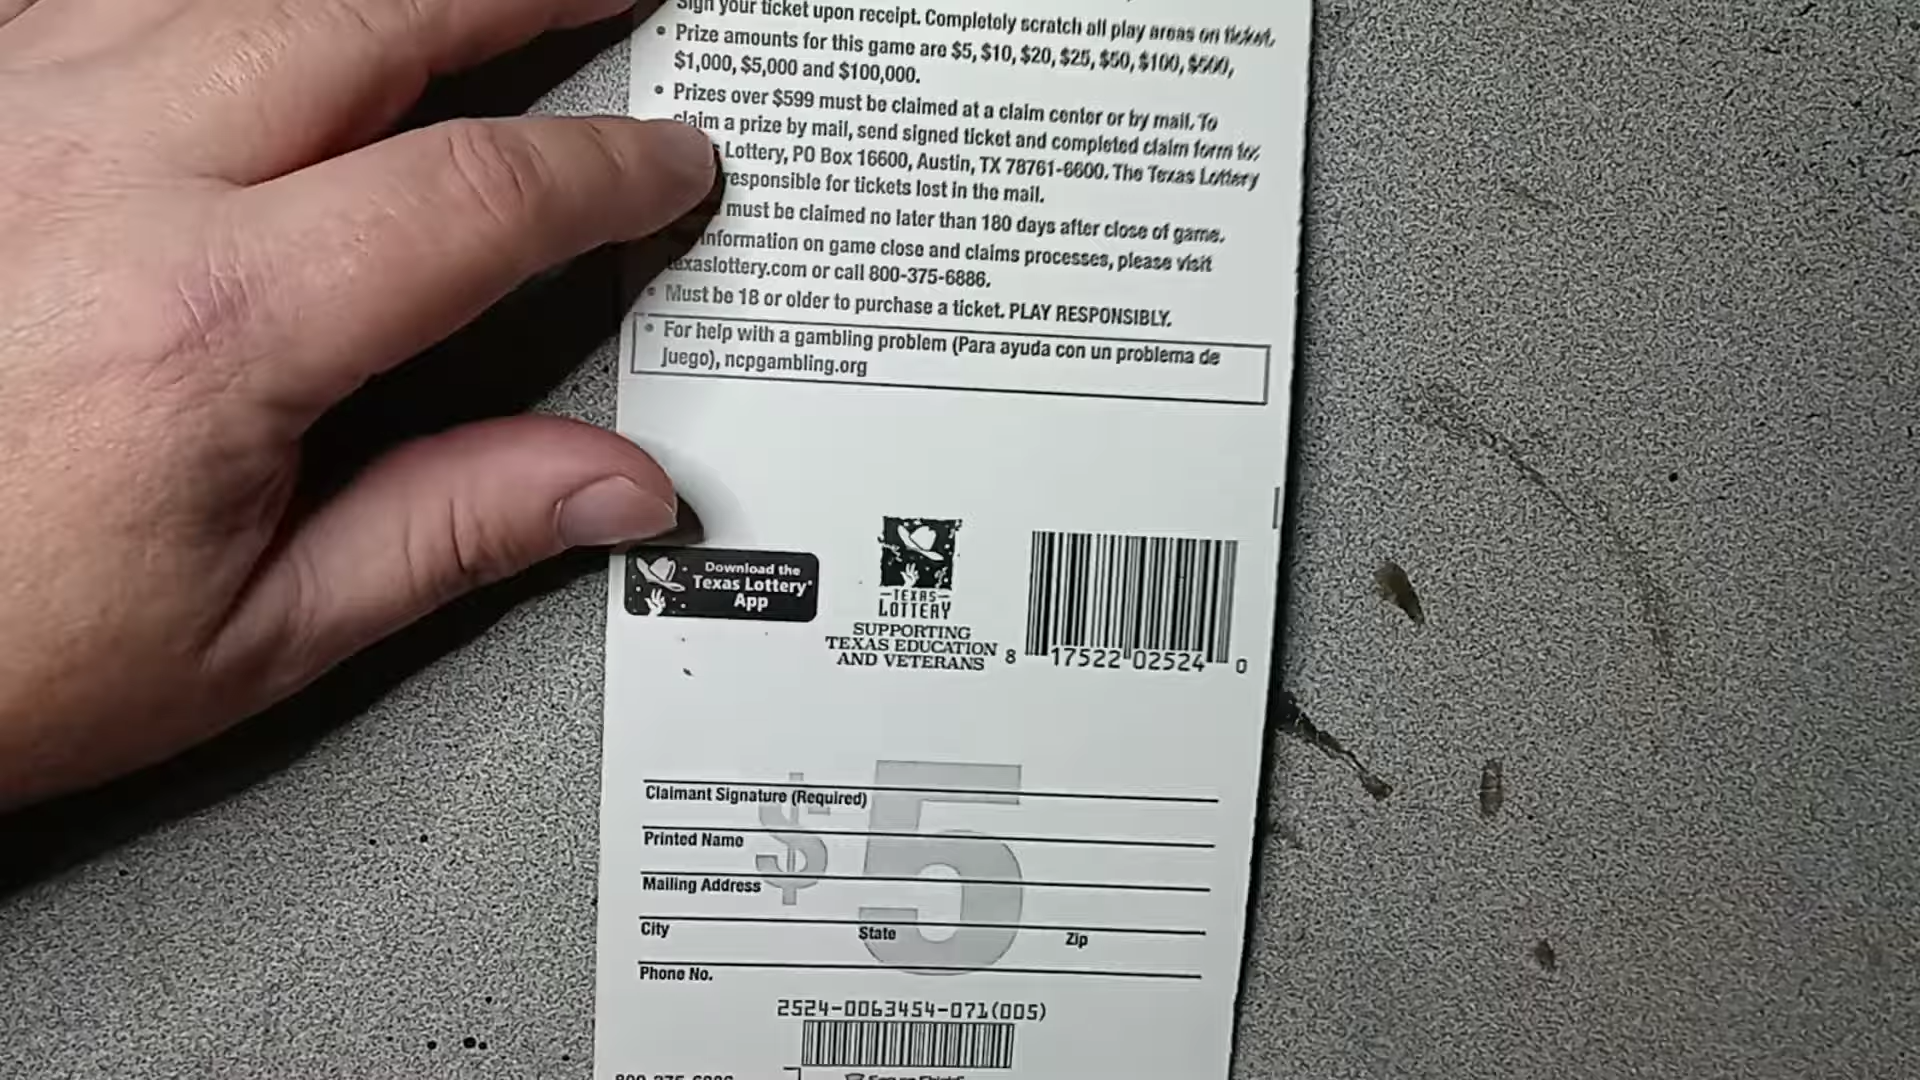 Sign your ticket upon receipt. Completely scratch all play areas on ticket.
• Prize amounts for this game are $5, $10, $20, $25, $50, $100, $500,
$1,000, $5,000 and $100,000.
• Prizes over $599 must be claimed at a claim center or by mail. To
claim a prize by mail, send signed ticket and completed claim form to:
Lottery, PO Box 16600, Austin, TX 78761-6600. The Texas Lottery
responsible for tickets lost in the mail.
must be claimed no later than 180 days after close of game.
information on game close and claims processes, please visit
texaslottery.com or call 800-375-6886.
• Must be 18 or older to purchase a ticket. PLAY RESPONSIBLY.
• For help with a gambling problem (Para ayuda con un problema de
juego), ncpgambling.org
Download the
Texas Lottery®
App
TEXAS
LOTTERY
SUPPORTING
TEXAS EDUCATION
AND VETERANS
8 17522 02524 0
$5
Claimant Signature (Required)
Printed Name
Mailing Address
City State Zip
Phone No.
2524-0063454-071(005)